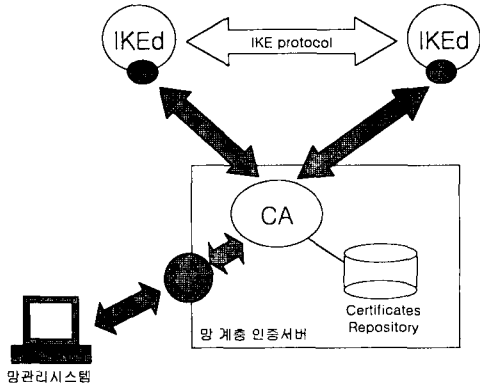 IKEd
IKE protocol
IKEd
CA
Certificates
Repository
망 계층 인증서버
망관리시스템